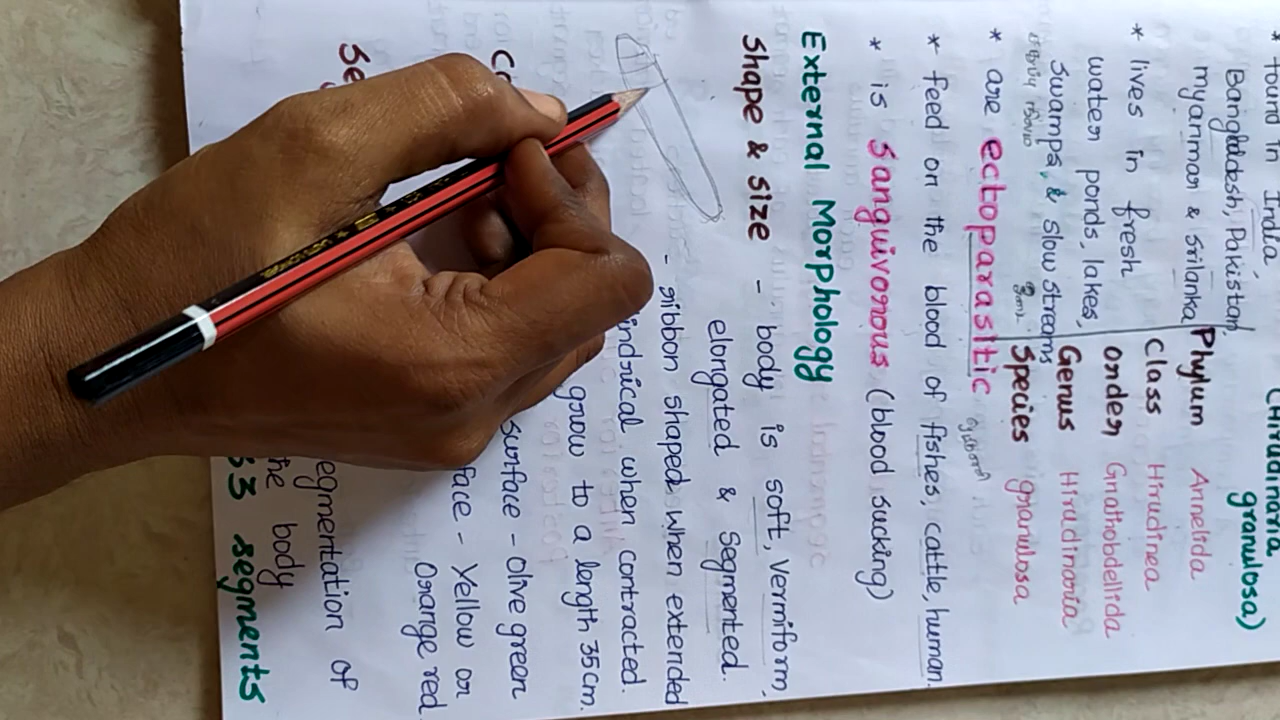 (Hirudinaria
granulosa)
* found in India
Bangladesh, Pakistan,
myanmar & srilanka
* lives in fresh
water ponds, lakes,
swamps, & slow streams
Phylum Annelida
Class Hirudinea
order Gnathobdellida
Genus Hirudinaria
Species granulosa
* are ectoparasitic
* feed on the blood of fishes, cattle, human.
* is Sanguivorous (blood sucking)
External Morphology
Shape & size - body is soft, vermiform,
elongated & Segmented.
- ribbon shaped when extended
indrical when contracted.
grow to a length 35cm.
surface - Olive green
face - Yellow or
Orange red
Se
egmentation of
the body
33 segments